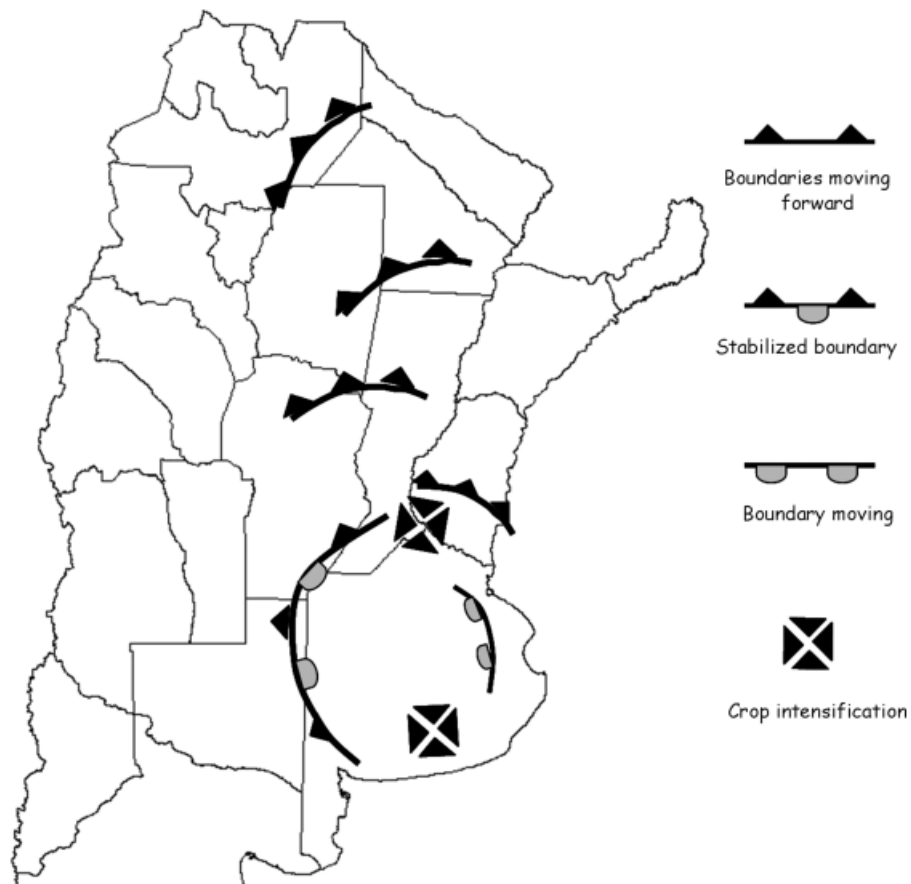 Boundaries moving
forward
Stabilized boundary
Boundary moving
Crop intensification